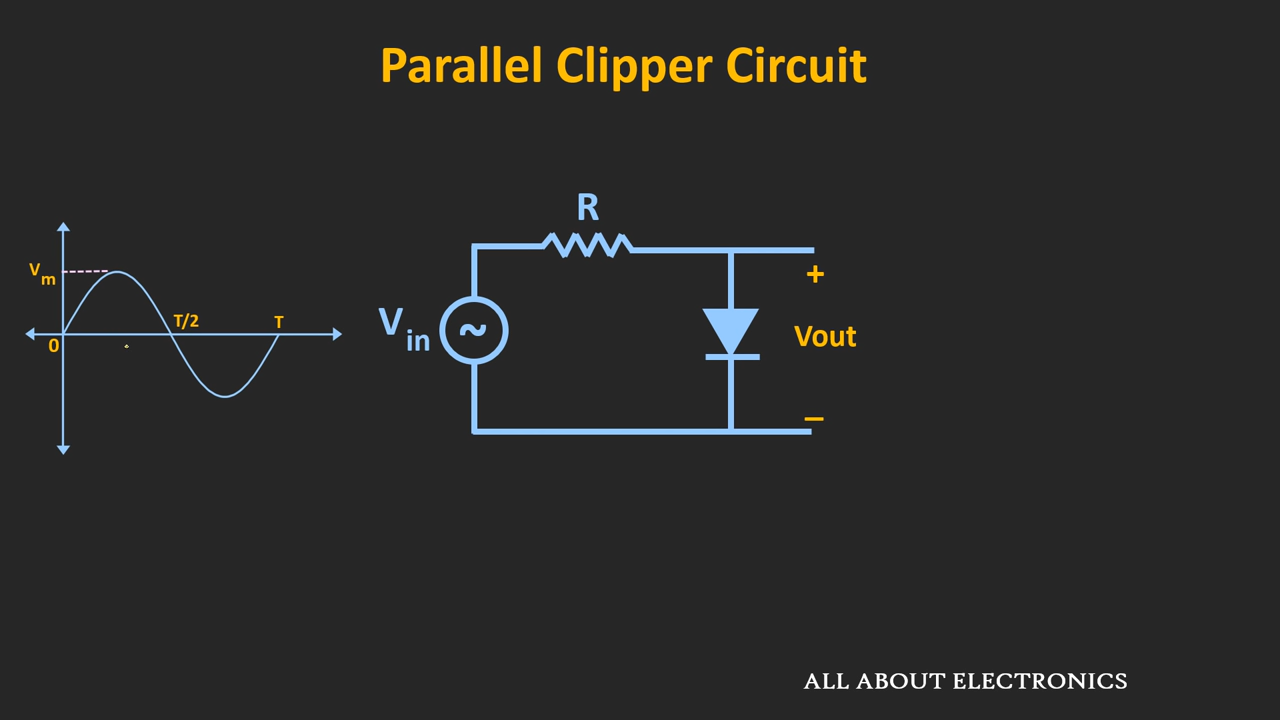 Parallel Clipper Circuit
R
Vm
T/2
T
0
Vin
~
+
Vout
−
ALL ABOUT ELECTRONICS